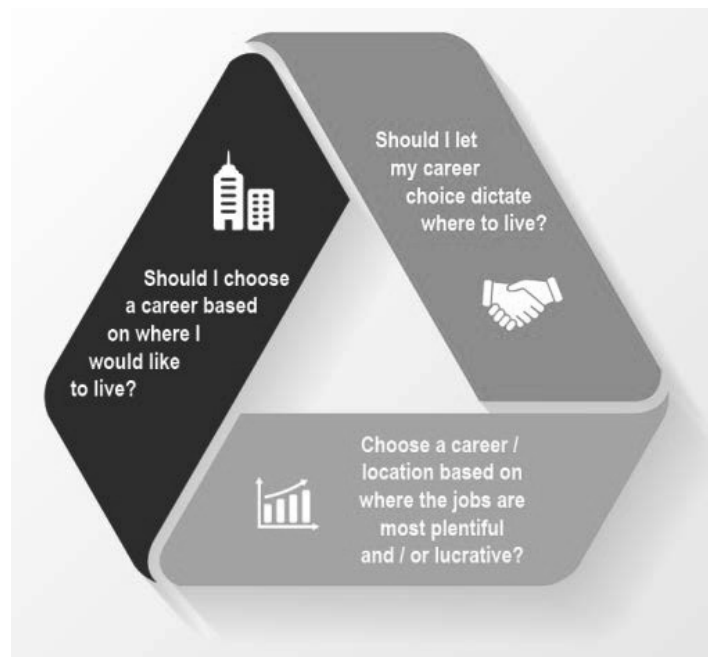 Should I choose
a career based
on where I
would like
to live?
Should I let
my career
choice dictate
where to live?
Choose a career /
location based on
where the jobs are
most plentiful
and / or lucrative?